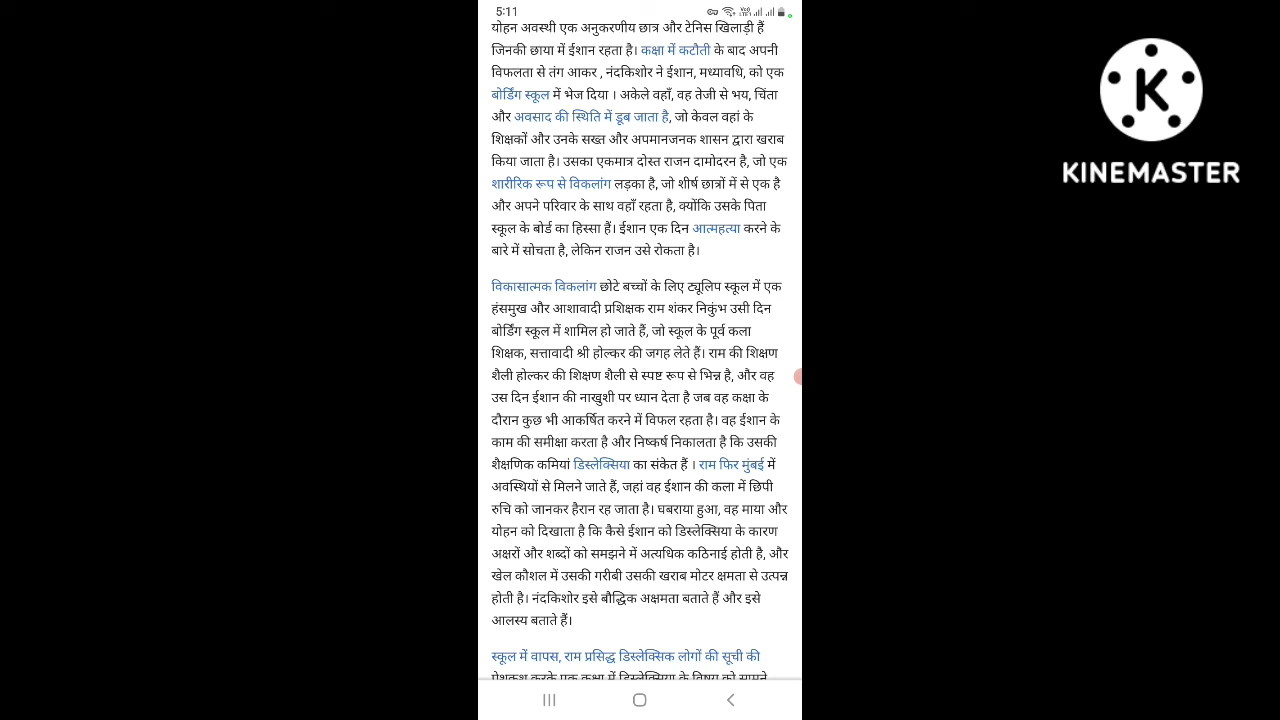 5:11
योहन अवस्थी एक अनुकरणीय छात्र और टेनिस खिलाड़ी हैं
जिनकी छाया में ईशान रहता है। कक्षा में कटौती के बाद अपनी
विफलता से तंग आकर , नंदकिशोर ने ईशान, मध्यावधि, को एक
बोर्डिंग स्कूल में भेज दिया । अकेले वहाँ, वह तेजी से भय, चिंता
और अवसाद की स्थिति में डूब जाता है, जो केवल वहां के
शिक्षकों और उनके सख्त और अपमानजनक शासन द्वारा खराब
किया जाता है। उसका एकमात्र दोस्त राजन दामोदरन है, जो एक
शारीरिक रूप से विकलांग लड़का है, जो शीर्ष छात्रों में से एक है
और अपने परिवार के साथ वहाँ रहता है, क्योंकि उसके पिता
स्कूल के बोर्ड का हिस्सा हैं। ईशान एक दिन आत्महत्या करने के
बारे में सोचता है, लेकिन राजन उसे रोकता है।
विकासात्मक विकलांग छोटे बच्चों के लिए ट्यूलिप स्कूल में एक
हंसमुख और आशावादी प्रशिक्षक राम शंकर निकुंभ उसी दिन
बोर्डिंग स्कूल में शामिल हो जाते हैं, जो स्कूल के पूर्व कला
शिक्षक, सत्तावादी श्री होल्कर की जगह लेते हैं। राम की शिक्षण
शैली होल्कर की शिक्षण शैली से स्पष्ट रूप से भिन्न है, और वह
उस दिन ईशान की नाखुशी पर ध्यान देता है जब वह कक्षा के
दौरान कुछ भी आकर्षित करने में विफल रहता है। वह ईशान के
काम की समीक्षा करता है और निष्कर्ष निकालता है कि उसकी
शैक्षणिक कमियां डिस्लेक्सिया का संकेत हैं । राम फिर मुंबई में
अवस्थियों से मिलने जाते हैं, जहां वह ईशान की कला में छिपी
रुचि को जानकर हैरान रह जाता है। घबराया हुआ, वह माया और
योहन को दिखाता है कि कैसे ईशान को डिस्लेक्सिया के कारण
अक्षरों और शब्दों को समझने में अत्यधिक कठिनाई होती है, और
खेल कौशल में उसकी गरीबी उसकी खराब मोटर क्षमता से उत्पन्न
होती है। नंदकिशोर इसे बौद्धिक अक्षमता बताते हैं और इसे
आलस्य बताते हैं।
स्कूल में वापस, राम प्रसिद्ध डिस्लेक्सिक लोगों की सूची की
पेशकश करके एक कक्षा में डिस्लेक्सिया के विषय को सामने
K
KINEMASTER